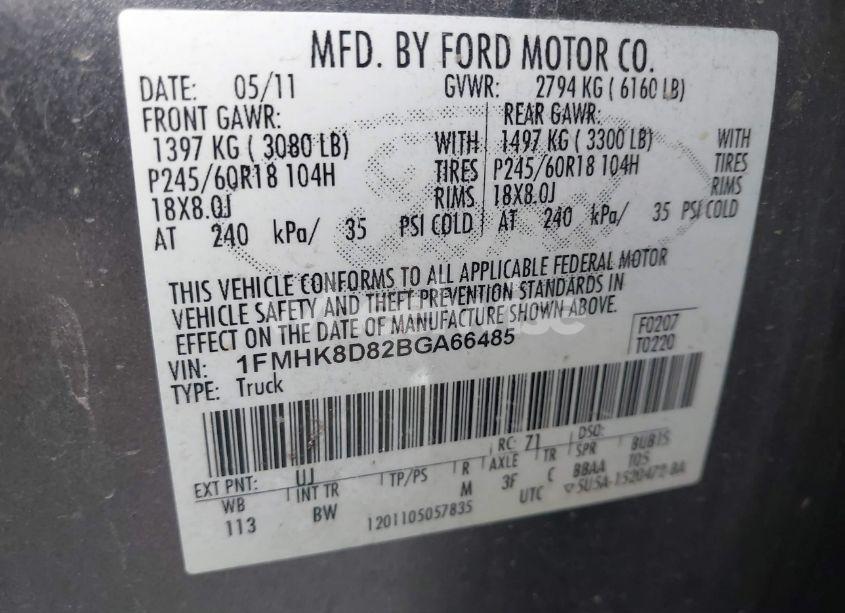 MFD. BY FORD MOTOR CO.
DATE: 05/11 GVWR: 2794 KG ( 6160 LB)
FRONT GAWR: REAR GAWR:
1397 KG ( 3080 LB) WITH 1497 KG ( 3300 LB) WITH
P245/60R18 104H TIRES P245/60R18 104H TIRES
18X8.0J RIMS 18X8.0J RIMS
AT 240 kPa/ 35 PSI COLD AT 240 kPa/ 35 PSI COLD
THIS VEHICLE CONFORMS TO ALL APPLICABLE FEDERAL MOTOR
VEHICLE SAFETY AND THEFT PREVENTION STANDARDS IN
EFFECT ON THE DATE OF MANUFACTURE SHOWN ABOVE.
VIN: 1FMHK8D82BGA66485 F0207
TYPE: Truck T0220
EXT PNT: UJ RC: 71 DSO:
WB INT TR TP/PS R AXLE TR SPR
113 BW M 3F C BBAA
1201105057835 UTC